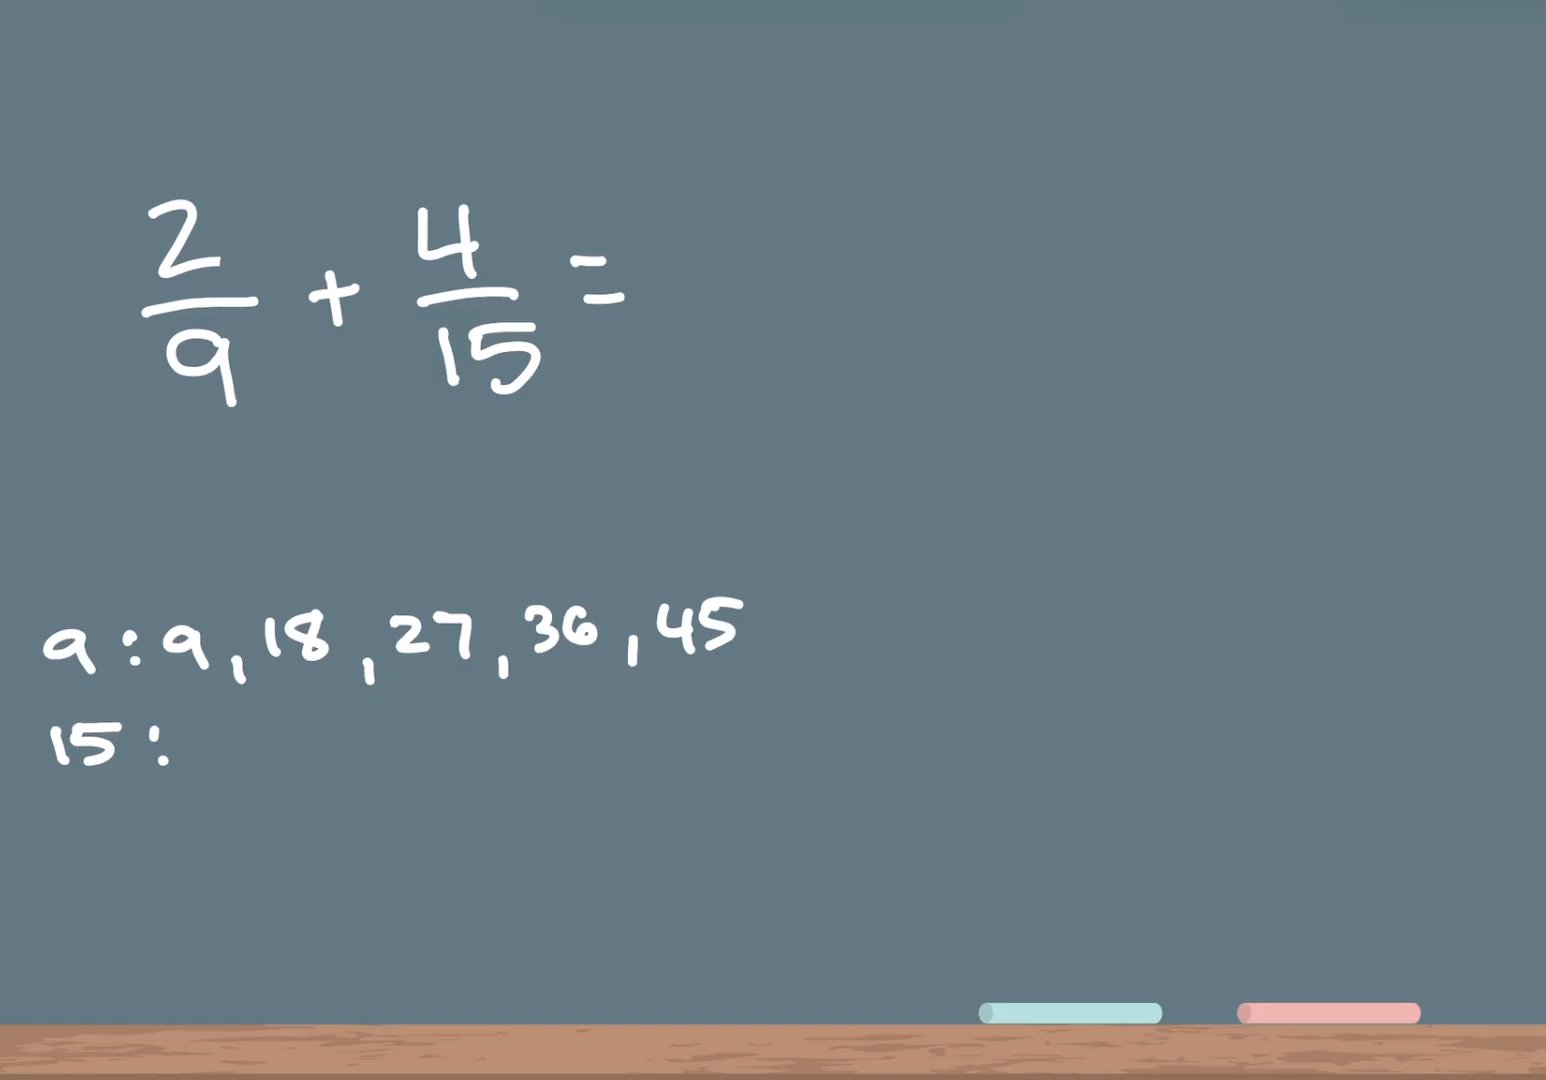 2/9 + 4/15 =
9 : 9, 18, 27, 36, 45
15 :